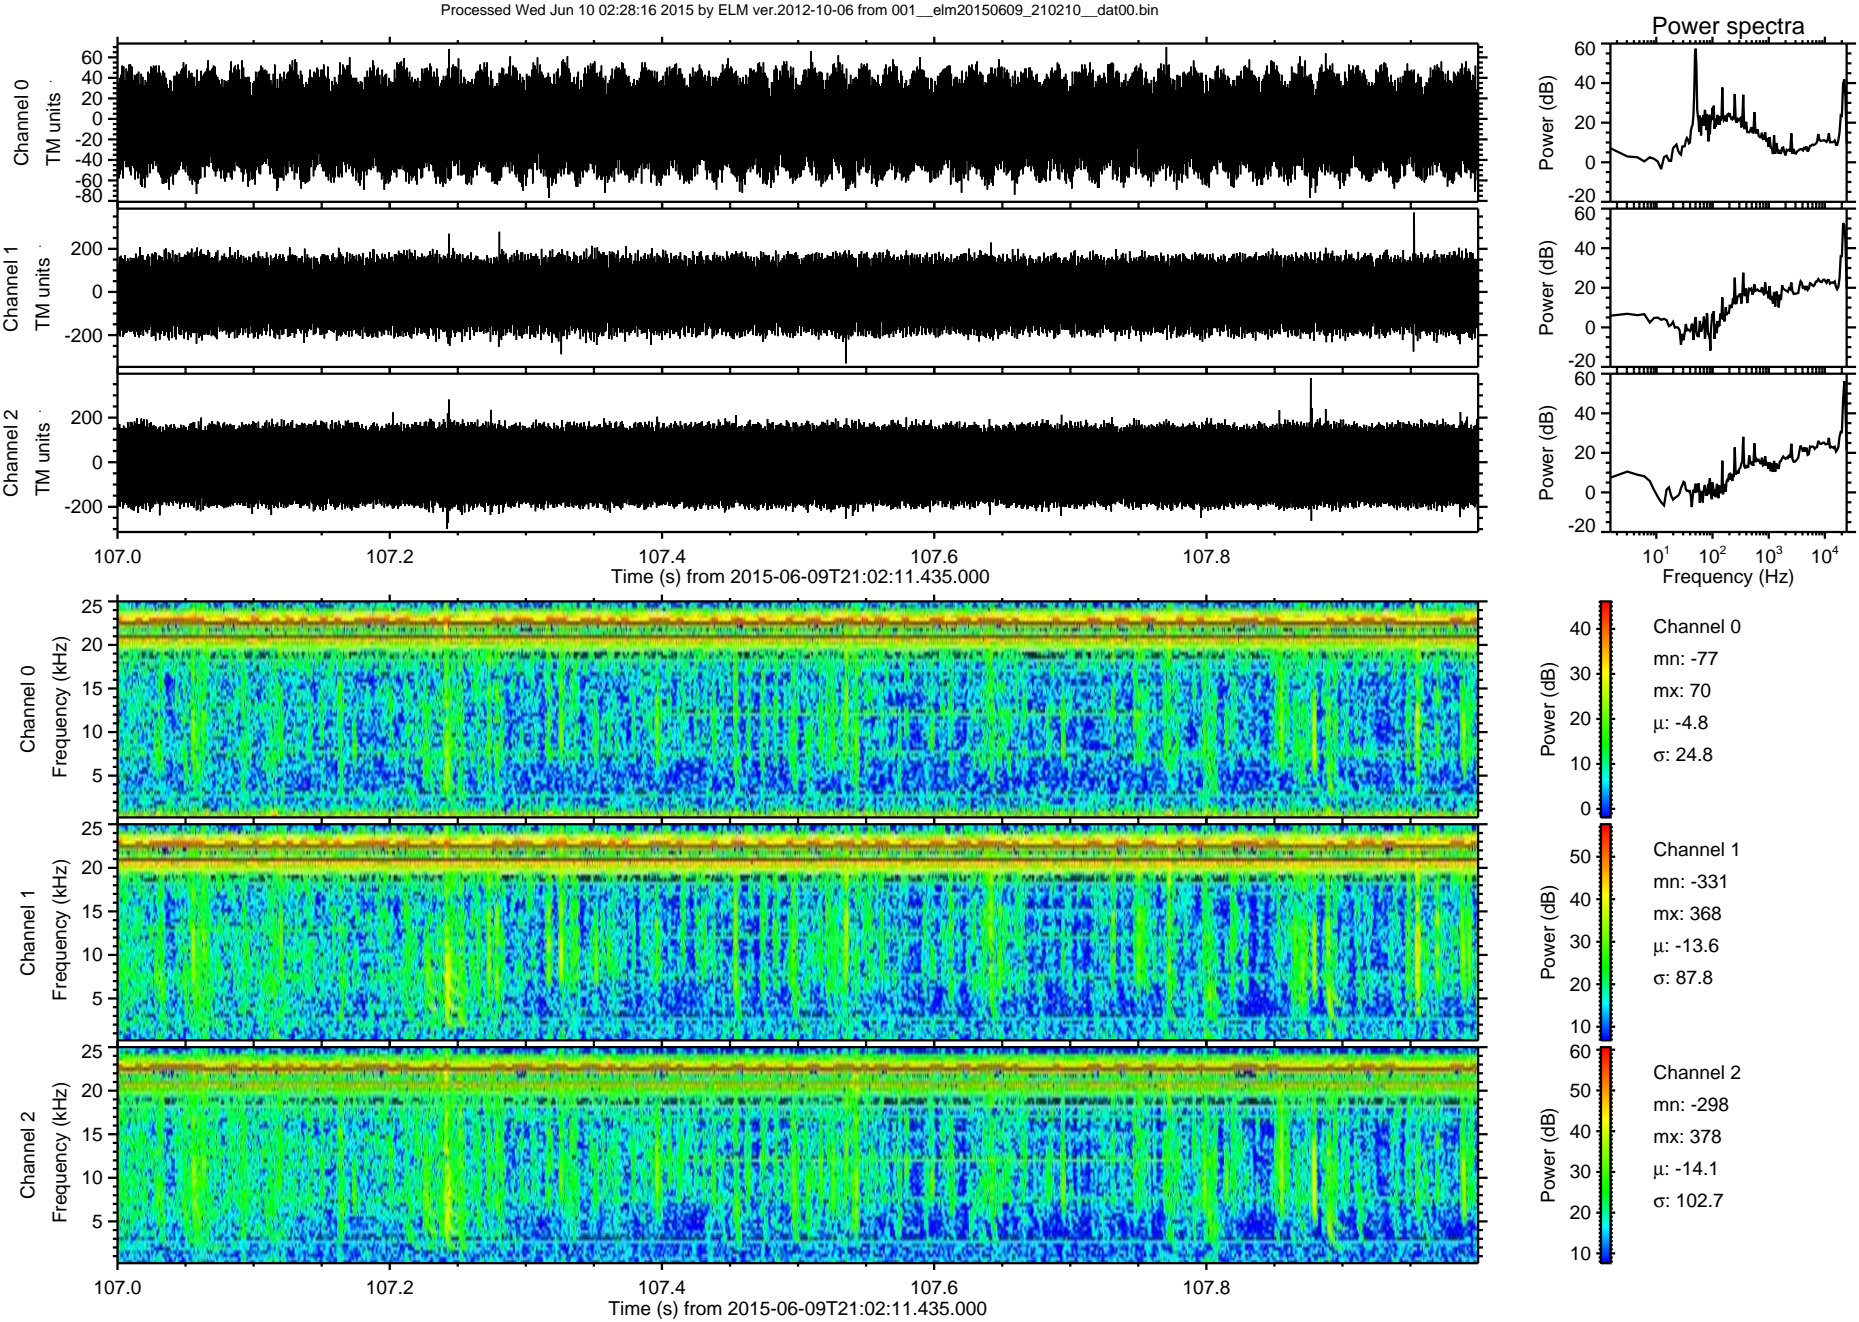 Processed Wed Jun 10 02:28:16 2015 by ELM ver.2012-10-06 from 001__elm20150609_210210__dat00.bin
Power spectra
Channel 0
TM units
60
40
20
0
-20
-40
-60
-80
Power (dB)
60
40
20
0
-20
Channel 1
TM units
200
0
-200
Power (dB)
60
40
20
0
-20
Channel 2
TM units
200
0
-200
Power (dB)
60
40
20
0
-20
107.0 107.2 107.4 107.6 107.8
Time (s) from 2015-06-09T21:02:11.435.000
10¹ 10² 10³ 10⁴
Frequency (Hz)
Channel 0
Frequency (kHz)
25
20
15
10
5
Power (dB)
40
30
20
10
0
Channel 0
mn: -77
mx: 70
μ: -4.8
σ: 24.8
Channel 1
Frequency (kHz)
25
20
15
10
5
Power (dB)
50
40
30
20
10
Channel 1
mn: -331
mx: 368
μ: -13.6
σ: 87.8
Channel 2
Frequency (kHz)
25
20
15
10
5
Power (dB)
60
50
40
30
20
10
Channel 2
mn: -298
mx: 378
μ: -14.1
σ: 102.7
107.0 107.2 107.4 107.6 107.8
Time (s) from 2015-06-09T21:02:11.435.000